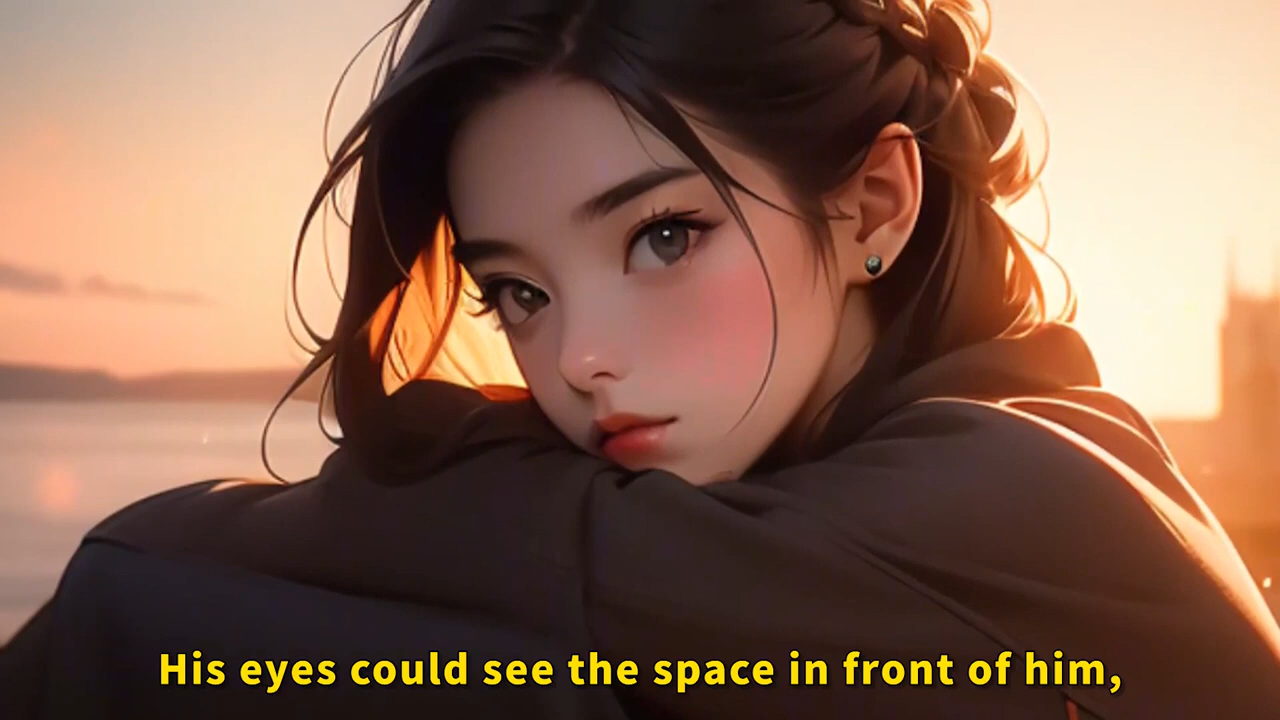 His eyes could see the space in front of him,